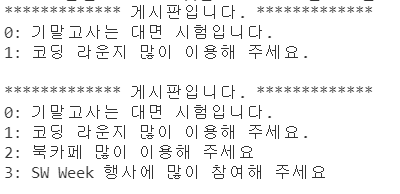 ************* 게시판입니다. *************
0: 기말고사는 대면 시험입니다.
1: 코딩 라운지 많이 이용해 주세요.
************* 게시판입니다. *************
0: 기말고사는 대면 시험입니다.
1: 코딩 라운지 많이 이용해 주세요.
2: 북카페 많이 이용해 주세요
3: SW Week 행사에 많이 참여해 주세요